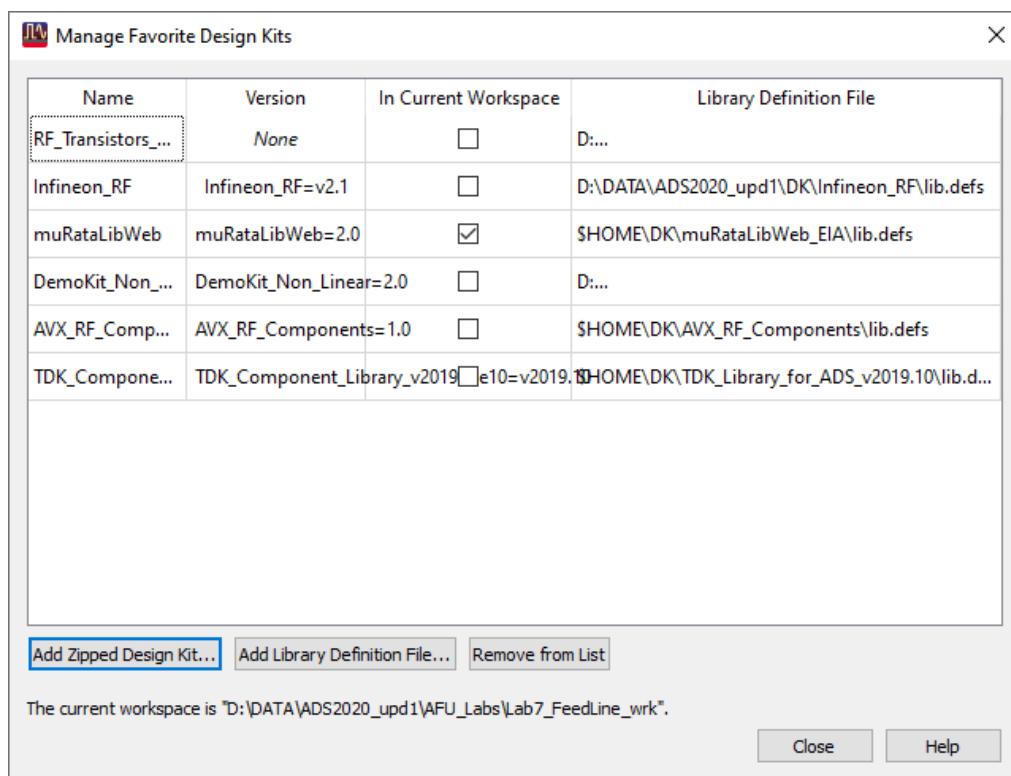 Manage Favorite Design Kits
Name Version In Current Workspace Library Definition File
RF_Transistors_... None D:...
Infineon_RF Infineon_RF=v2.1 D:\DATA\ADS2020_upd1\DK\Infineon_RF\lib.defs
muRataLibWeb muRataLibWeb=2.0 $HOME\DK\muRataLibWeb_EIA\lib.defs
DemoKit_Non_... DemoKit_Non_Linear=2.0 D:...
AVX_RF_Comp... AVX_RF_Components=1.0 $HOME\DK\AVX_RF_Components\lib.defs
TDK_Compone... $HOME\DK\TDK_Library_for_ADS_v2019.10\lib.d...
Add Zipped Design Kit... Add Library Definition File... Remove from List
The current workspace is "D:\DATA\ADS2020_upd1\AFU_Labs\Lab7_FeedLine_wrk".
Close Help